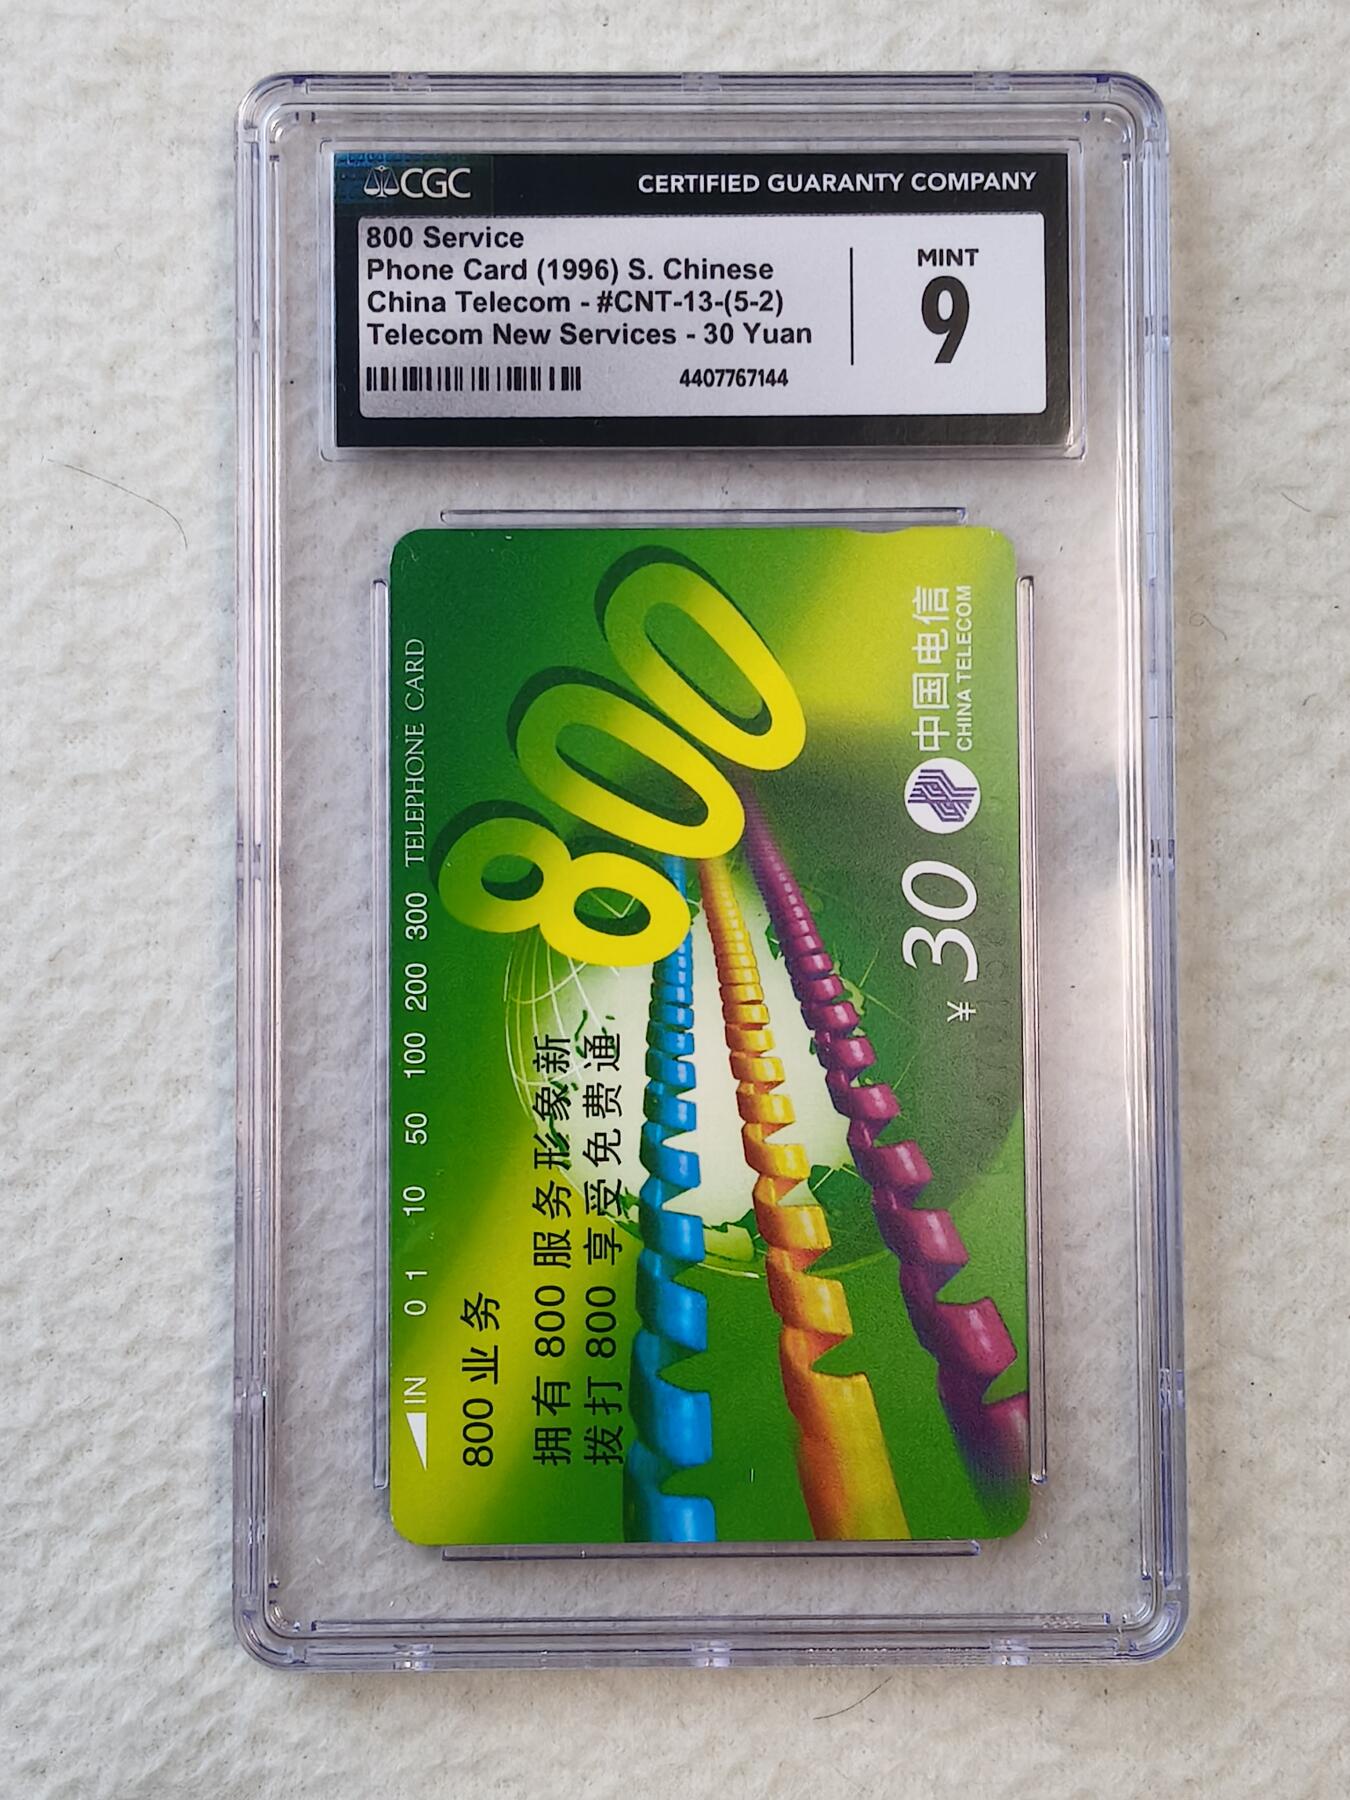 CGC
CERTIFIED GUARANTY COMPANY
800 Service
Phone Card (1996) S. Chinese
China Telecom - #CNT-13-(5-2)
Telecom New Services - 30 Yuan
4407767144
MINT
9
IN 0 1 10 50 100 200 300 TELEPHONE CARD
800 业务
拥有 800 服务形象新
拨打 800 享受免费通
800
¥ 30
中国电信
CHINA TELECOM